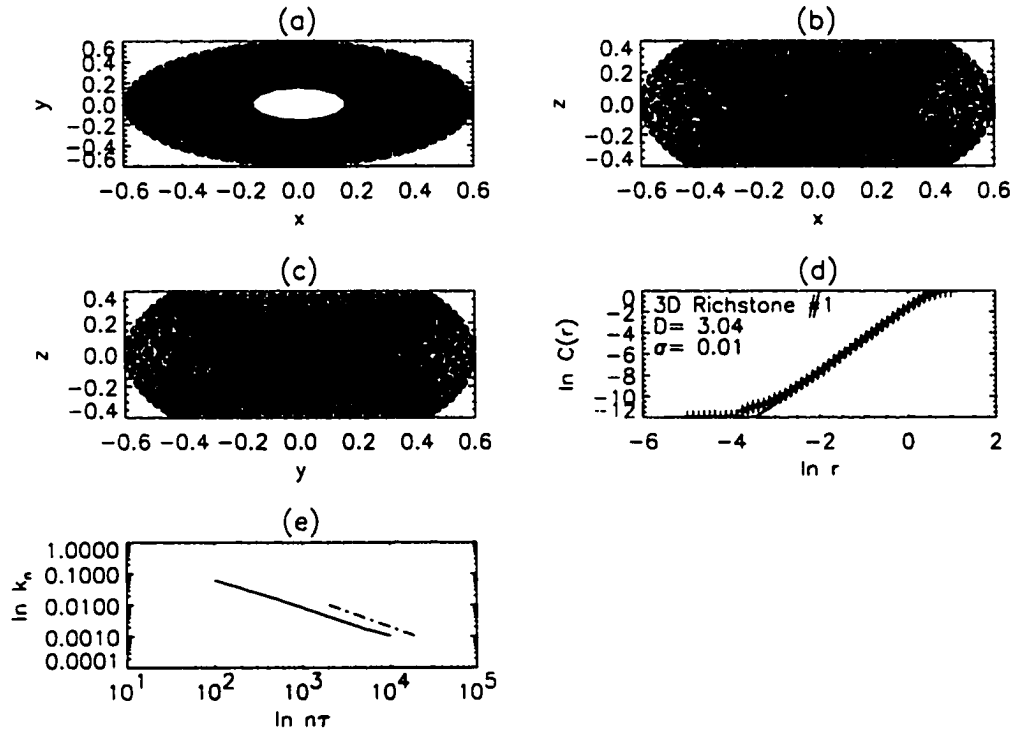 (a)
0.6
0.4
0.2
0.0
-0.2
-0.4
-0.6
y
-0.6 -0.4 -0.2 0.0 0.2 0.4 0.6
x
(b)
0.4
0.2
0.0
-0.2
-0.4
z
-0.6 -0.4 -0.2 0.0 0.2 0.4 0.6
x
(c)
0.4
0.2
0.0
-0.2
-0.4
z
-0.6 -0.4 -0.2 0.0 0.2 0.4 0.6
y
(d)
3D Richstone #1
D= 3.04
σ= 0.01
0
-2
-4
-6
-8
-10
-12
ln C(r)
-6 -4 -2 0 2
ln r
(e)
1.0000
0.1000
0.0100
0.0010
0.0001
ln kₙ
10¹ 10² 10³ 10⁴ 10⁵
ln nτ